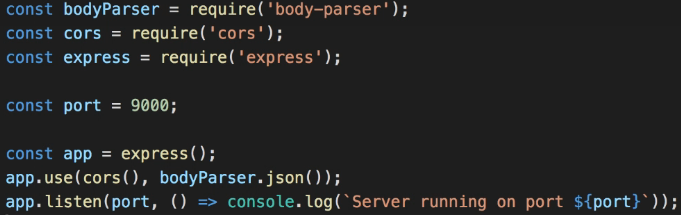 const bodyParser = require('body-parser');
const cors = require('cors');
const express = require('express');
const port = 9000;
const app = express();
app.use(cors(), bodyParser.json());
app.listen(port, () => console.log(`Server running on port ${port}`));